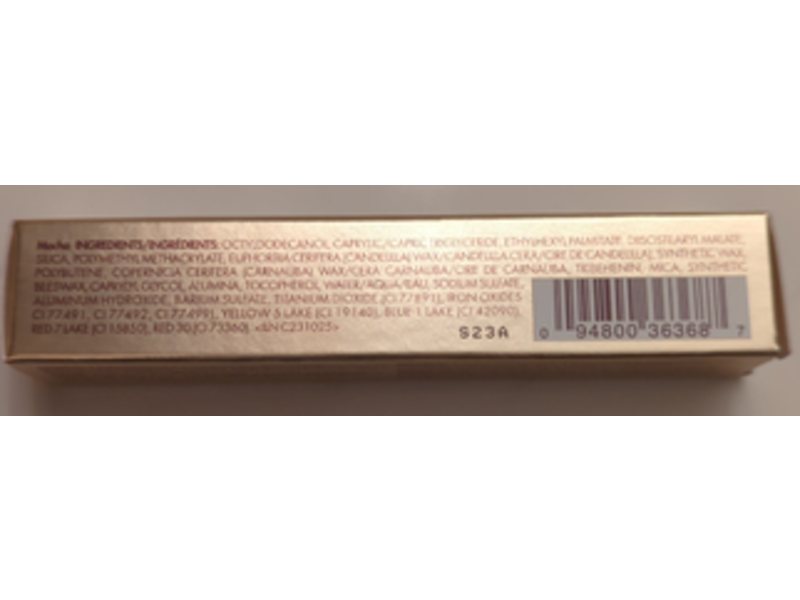 Mocha INGREDIENTS/INGRÉDIENTS: OCTYLDODECANOL, CAPRYLIC/CAPRIC TRIGLYCERIDE, ETHYLHEXYL PALMITATE, DIISOSTEARYL MALATE,
SILICA, POLYMETHYL METHACRYLATE, EUPHORBIA CERIFERA (CANDELILLA) WAX/CANDELILLA CERA/CIRE DE CANDELILLA, SYNTHETIC WAX,
POLYBUTENE, COPERNICIA CERIFERA (CARNAUBA) WAX/CERA CARNAUBA/CIRE DE CARNAUBA, TRIBEHENIN, MICA, SYNTHETIC
BEESWAX, CAPRYLYL GLYCOL, ALUMINA, TOCOPHEROL, WATER/AQUA/EAU, SODIUM SULFATE,
ALUMINUM HYDROXIDE, BARIUM SULFATE, TITANIUM DIOXIDE (CI 77891), IRON OXIDES
CI 77491, CI 77492, CI 77499), YELLOW 5 LAKE (CI 19140), BLUE 1 LAKE (CI 42090),
RED 7 LAKE (CI 15850), RED 30 (CI 73360). <LNC231025>
S23A
0 94800 36368 7